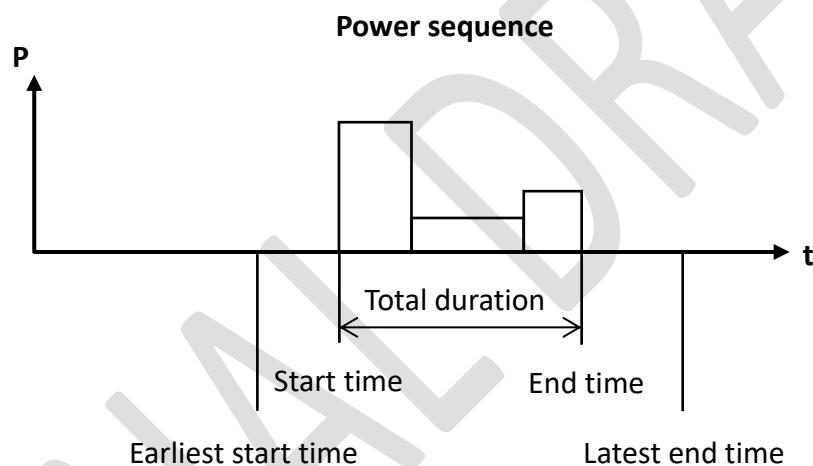 Power sequence
P
t
Total duration
Start time
End time
Earliest start time
Latest end time